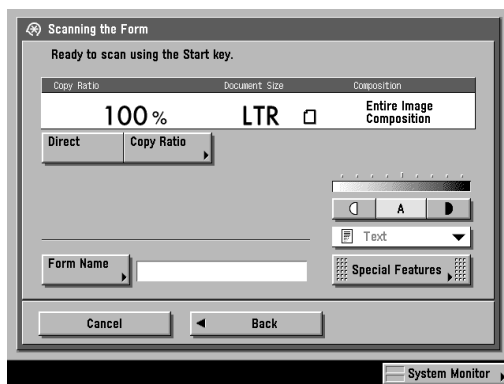 Scanning the Form
Ready to scan using the Start key.
Copy Ratio Document Size Composition
100 % LTR Entire Image
Composition
Direct Copy Ratio
A
Text
Form Name Special Features
Cancel Back
System Monitor